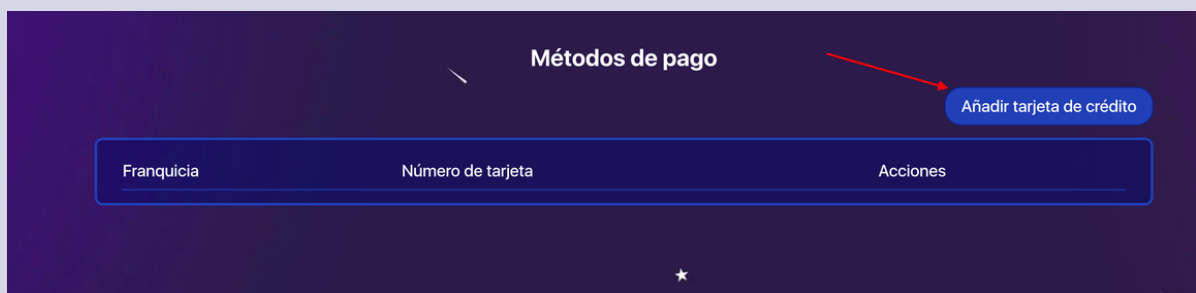 Métodos de pago
Añadir tarjeta de crédito
Franquicia Número de tarjeta Acciones